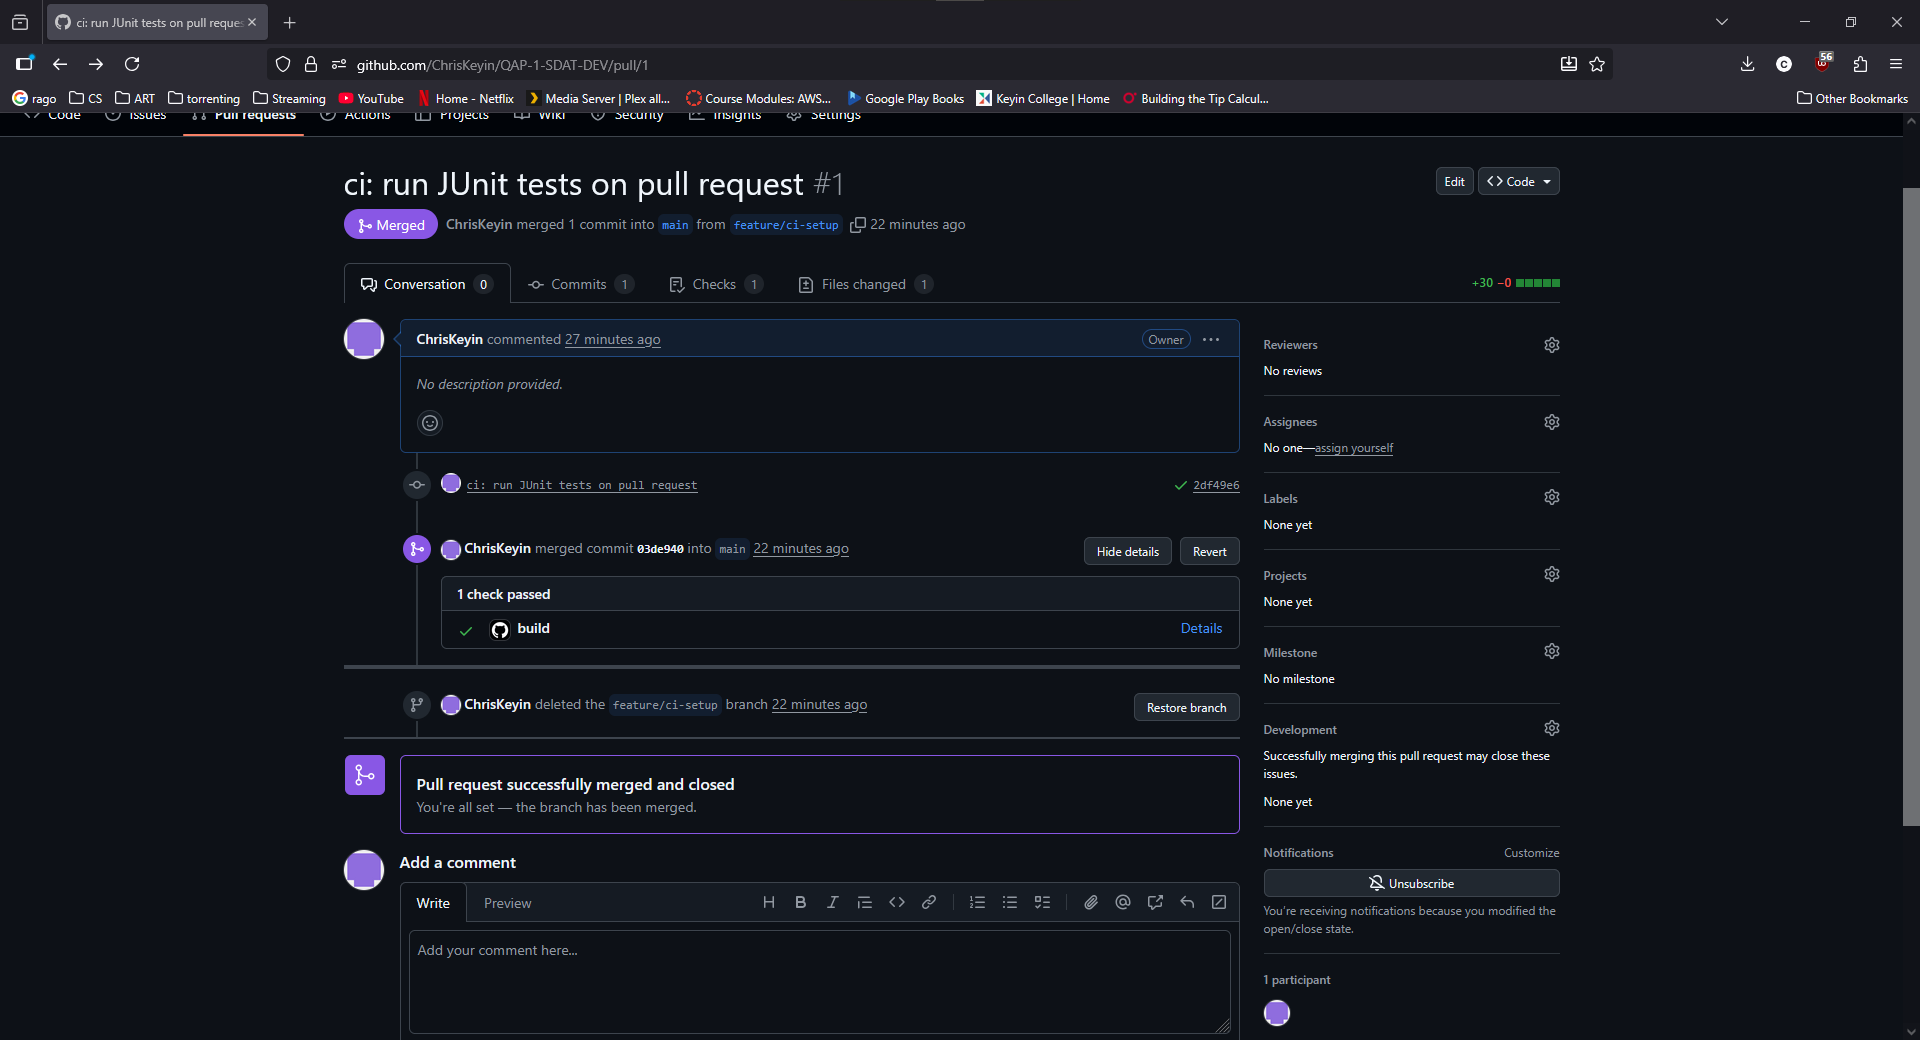 ci: run JUnit tests on pull reques
github.com/ChrisKeyin/QAP-1-SDAT-DEV/pull/1
56
rago CS ART torrenting Streaming YouTube Home - Netflix Media Server | Plex all... Course Modules: AWS... Google Play Books Keyin College | Home Building the Tip Calcul... Other Bookmarks
Code Issues Pull requests Actions Projects Wiki Security Insights Settings
ci: run JUnit tests on pull request #1
Edit Code
Merged ChrisKeyin merged 1 commit into main from feature/ci-setup 22 minutes ago
Conversation 0 Commits 1 Checks 1 Files changed 1
+30 −0
ChrisKeyin commented 27 minutes ago
Owner
No description provided.
ci: run JUnit tests on pull request
2df49e6
ChrisKeyin merged commit 03de940 into main 22 minutes ago
Hide details Revert
1 check passed
build
Details
ChrisKeyin deleted the feature/ci-setup branch 22 minutes ago
Restore branch
Pull request successfully merged and closed
You're all set — the branch has been merged.
Add a comment
Write Preview
Add your comment here...
Reviewers
No reviews
Assignees
No one—assign yourself
Labels
None yet
Projects
None yet
Milestone
No milestone
Development
Successfully merging this pull request may close these
issues.
None yet
Notifications Customize
Unsubscribe
You're receiving notifications because you modified the
open/close state.
1 participant